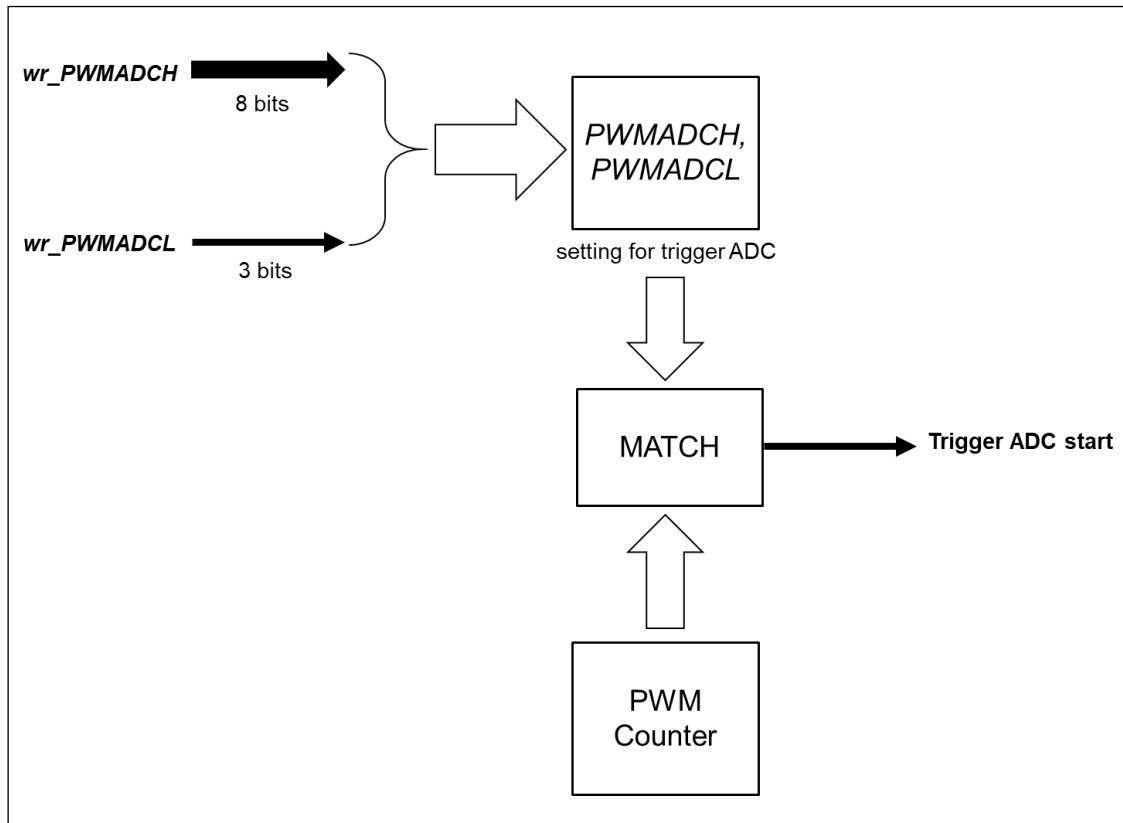 wr_PWMADCH
8 bits
wr_PWMADCL
3 bits
PWMADCH,
PWMADCL
setting for trigger ADC
MATCH
Trigger ADC start
PWM
Counter